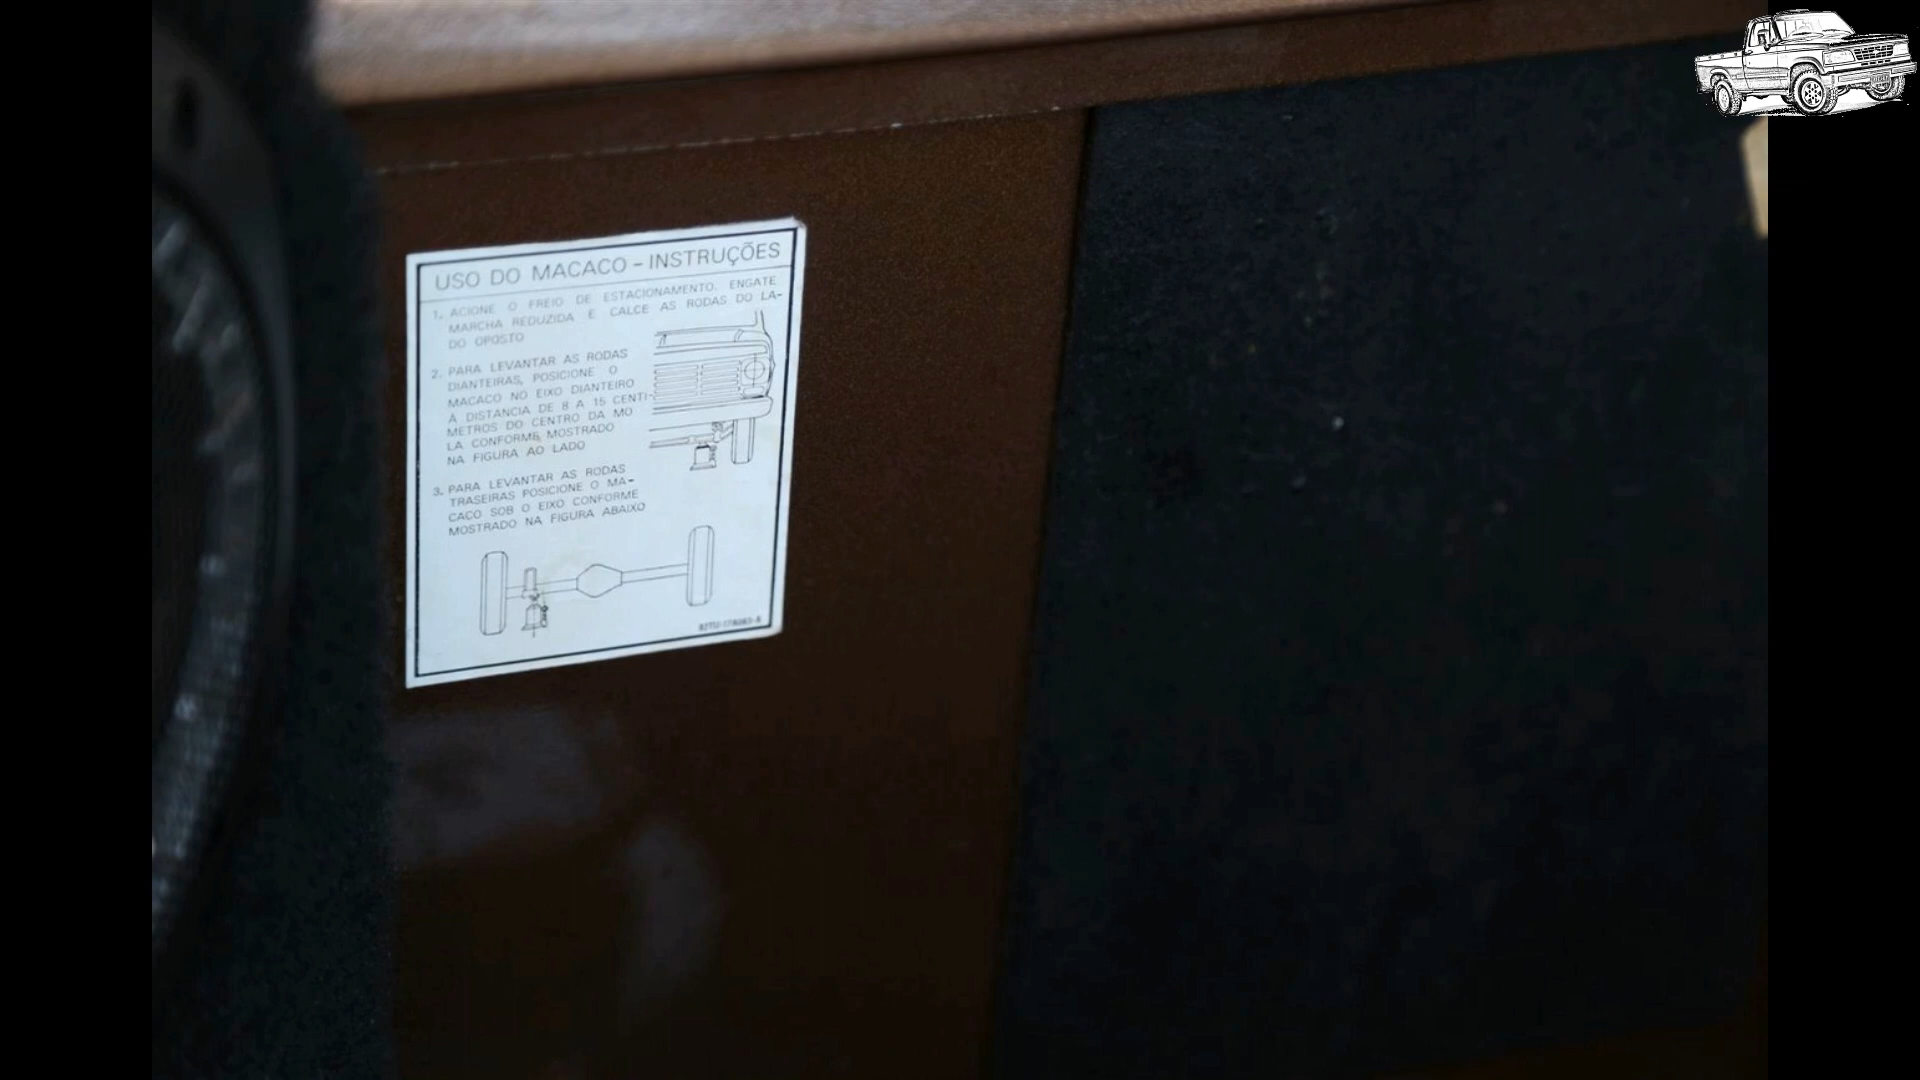 USO DO MACACO - INSTRUÇÕES
1. ACIONE O FREIO DE ESTACIONAMENTO, ENGATE
MARCHA REDUZIDA E CALCE AS RODAS DO LA-
DO OPOSTO
2. PARA LEVANTAR AS RODAS
DIANTEIRAS, POSICIONE O
MACACO NO EIXO DIANTEIRO
A DISTANCIA DE 8 A 15 CENTI-
METROS DO CENTRO DA MO
LA CONFORME MOSTRADO
NA FIGURA AO LADO
3. PARA LEVANTAR AS RODAS
TRASEIRAS POSICIONE O MA-
CACO SOB O EIXO CONFORME
MOSTRADO NA FIGURA ABAIXO